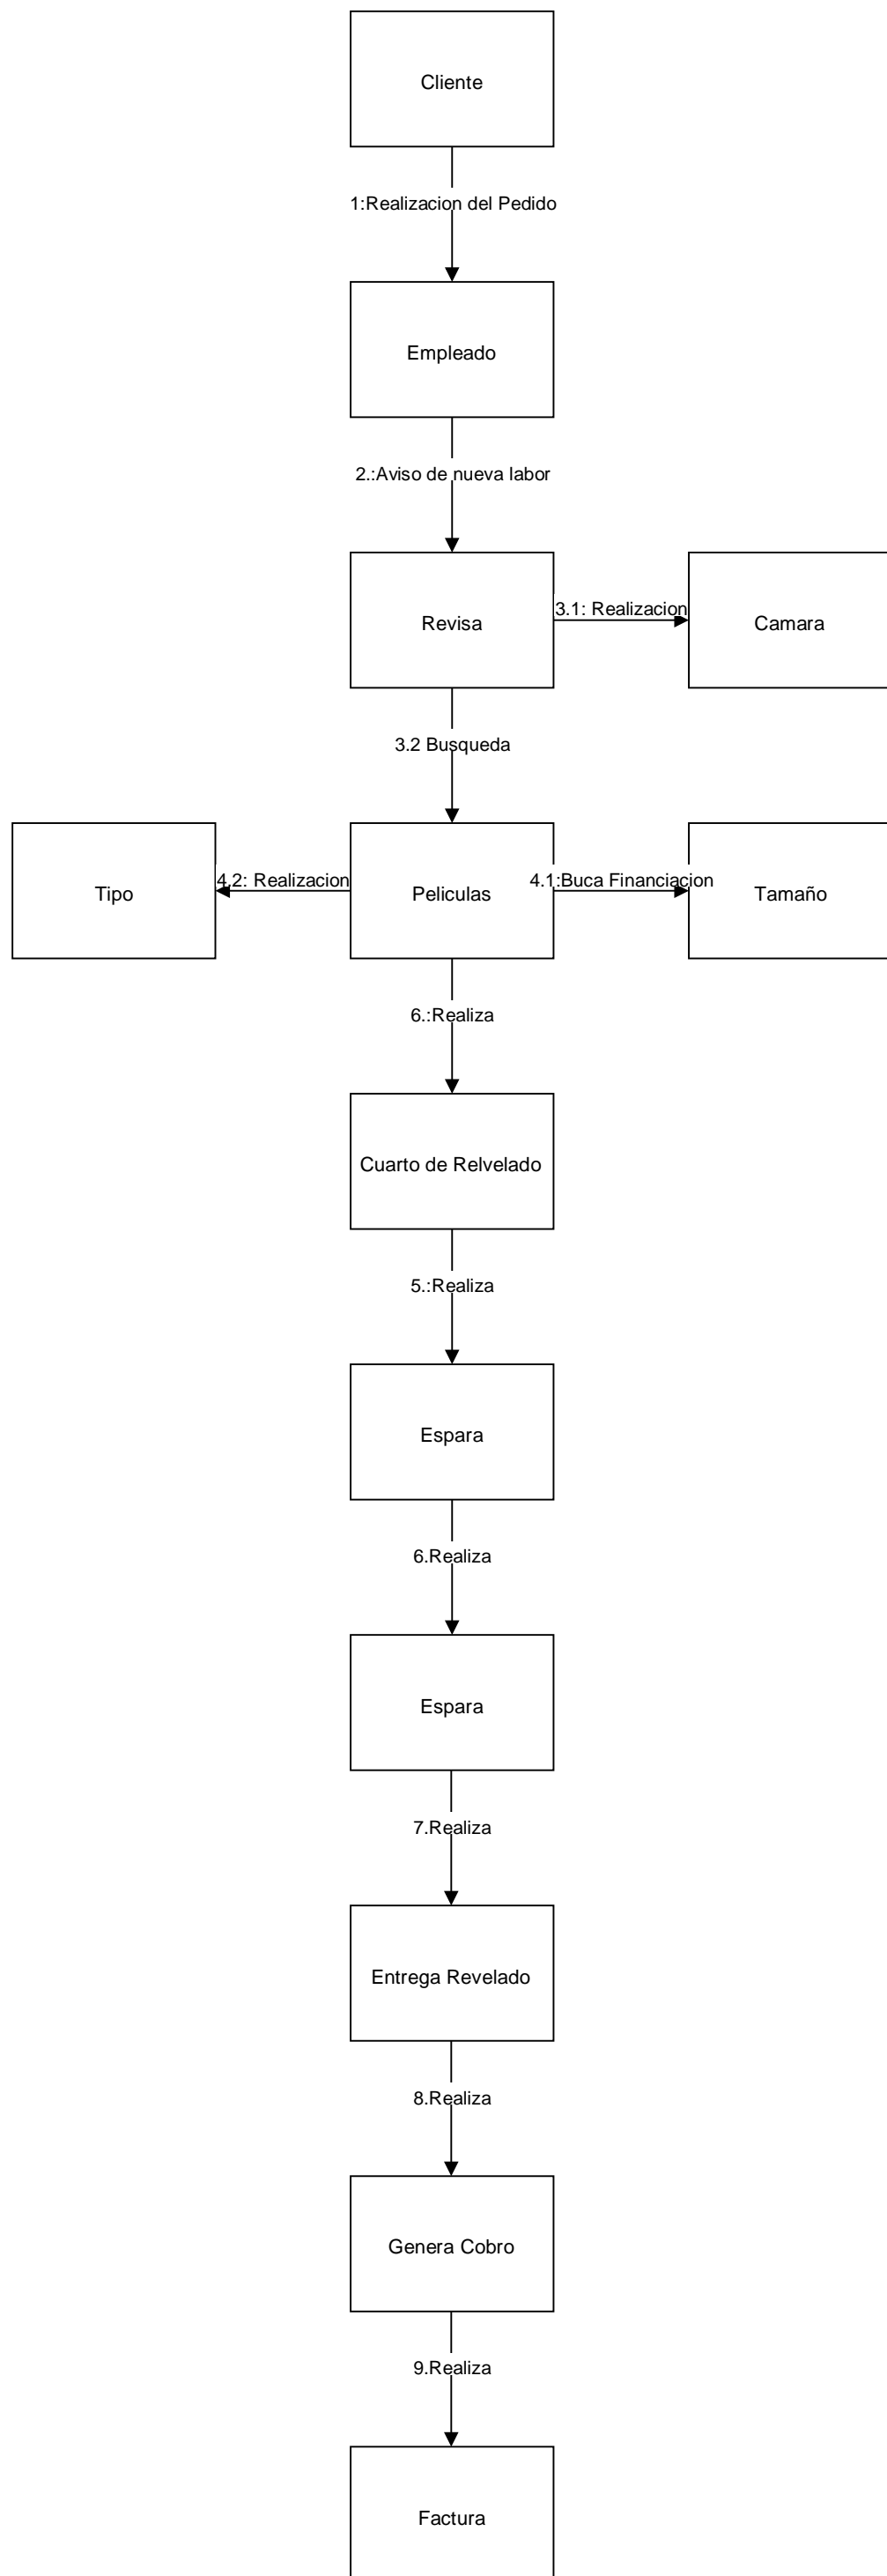 Cliente
1:Realizacion del Pedido
Empleado
2.:Aviso de nueva labor
Revisa
3.1: Realizacion
Camara
3.2 Busqueda
Tipo
4.2: Realizacion
Peliculas
4.1:Buca Financiacion
Tamaño
6.:Realiza
Cuarto de Relvelado
5.:Realiza
Espara
6.Realiza
Espara
7.Realiza
Entrega Revelado
8.Realiza
Genera Cobro
9.Realiza
Factura